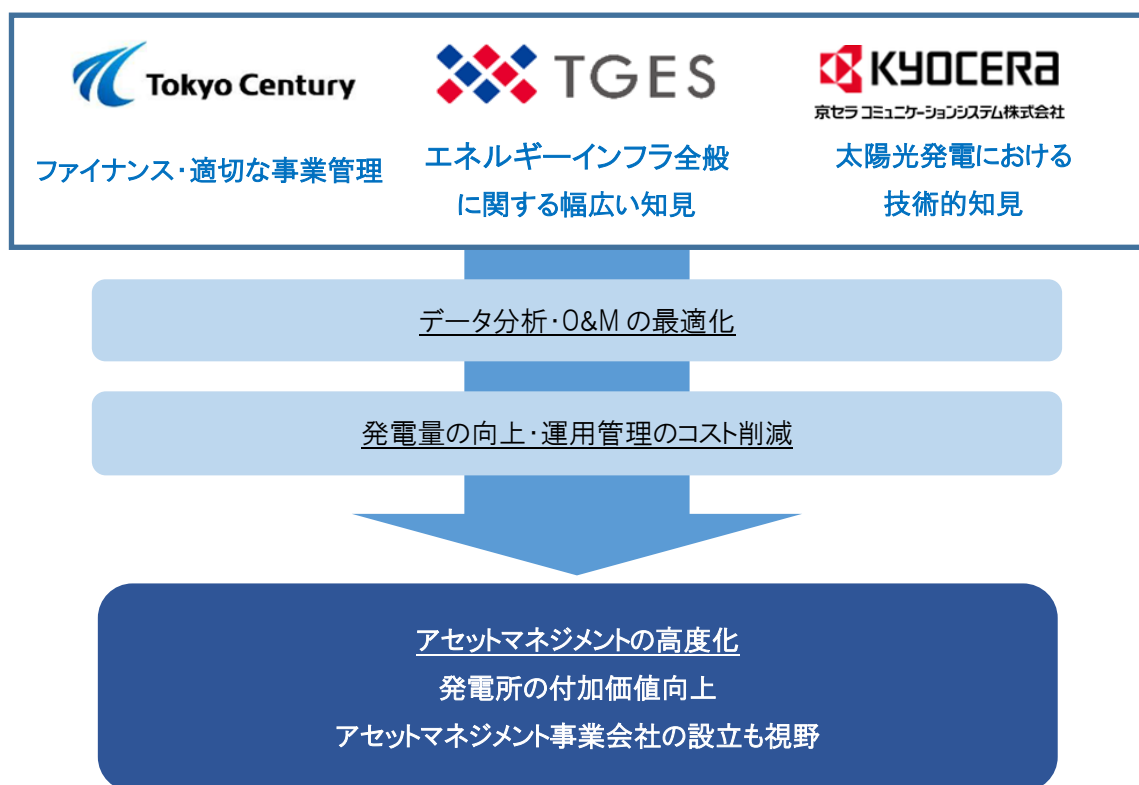 Tokyo Century
ファイナンス・適切な事業管理
TGES
エネルギーインフラ全般
に関する幅広い知見
KYOCERA
京セラ コミュニケーションシステム株式会社
太陽光発電における
技術的知見
データ分析・O&M の最適化
発電量の向上・運用管理のコスト削減
アセットマネジメントの高度化
発電所の付加価値向上
アセットマネジメント事業会社の設立も視野